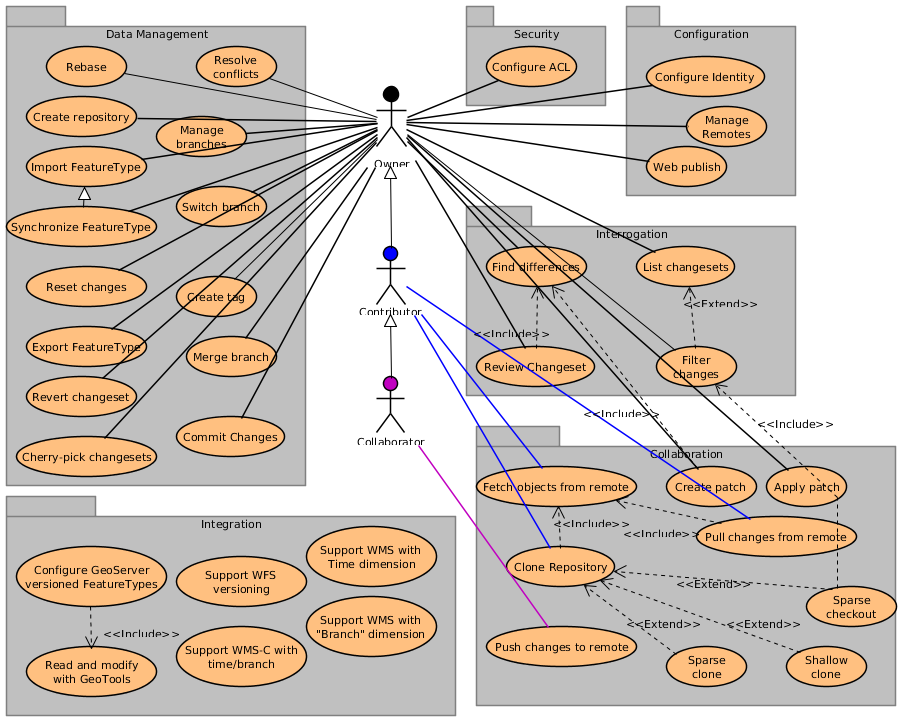 Data Management
Rebase
Resolve
conflicts
Create repository
Manage
branches
Import FeatureType
Switch branch
Synchronize FeatureType
Reset changes
Create tag
Export FeatureType
Merge branch
Revert changeset
Commit Changes
Cherry-pick changesets
Security
Configure ACL
Configuration
Configure Identity
Manage
Remotes
Web publish
Owner
Contributor
Collaborator
Interrogation
Find differences
List changesets
<<Extend>>
<<Include>>
Review Changeset
Filter
changes
<<Include>>
<<Include>>
Collaboration
Fetch objects from remote
Create patch
Apply patch
<<Include>>
<<Include>>
Pull changes from remote
Clone Repository
<<Extend>>
Sparse
checkout
<<Extend>>
<<Extend>>
Push changes to remote
Sparse
clone
Shallow
clone
Integration
Configure GeoServer
versioned FeatureTypes
Support WFS
versioning
Support WMS with
Time dimension
<<Include>>
Support WMS with
"Branch" dimension
Read and modify
with GeoTools
Support WMS-C with
time/branch